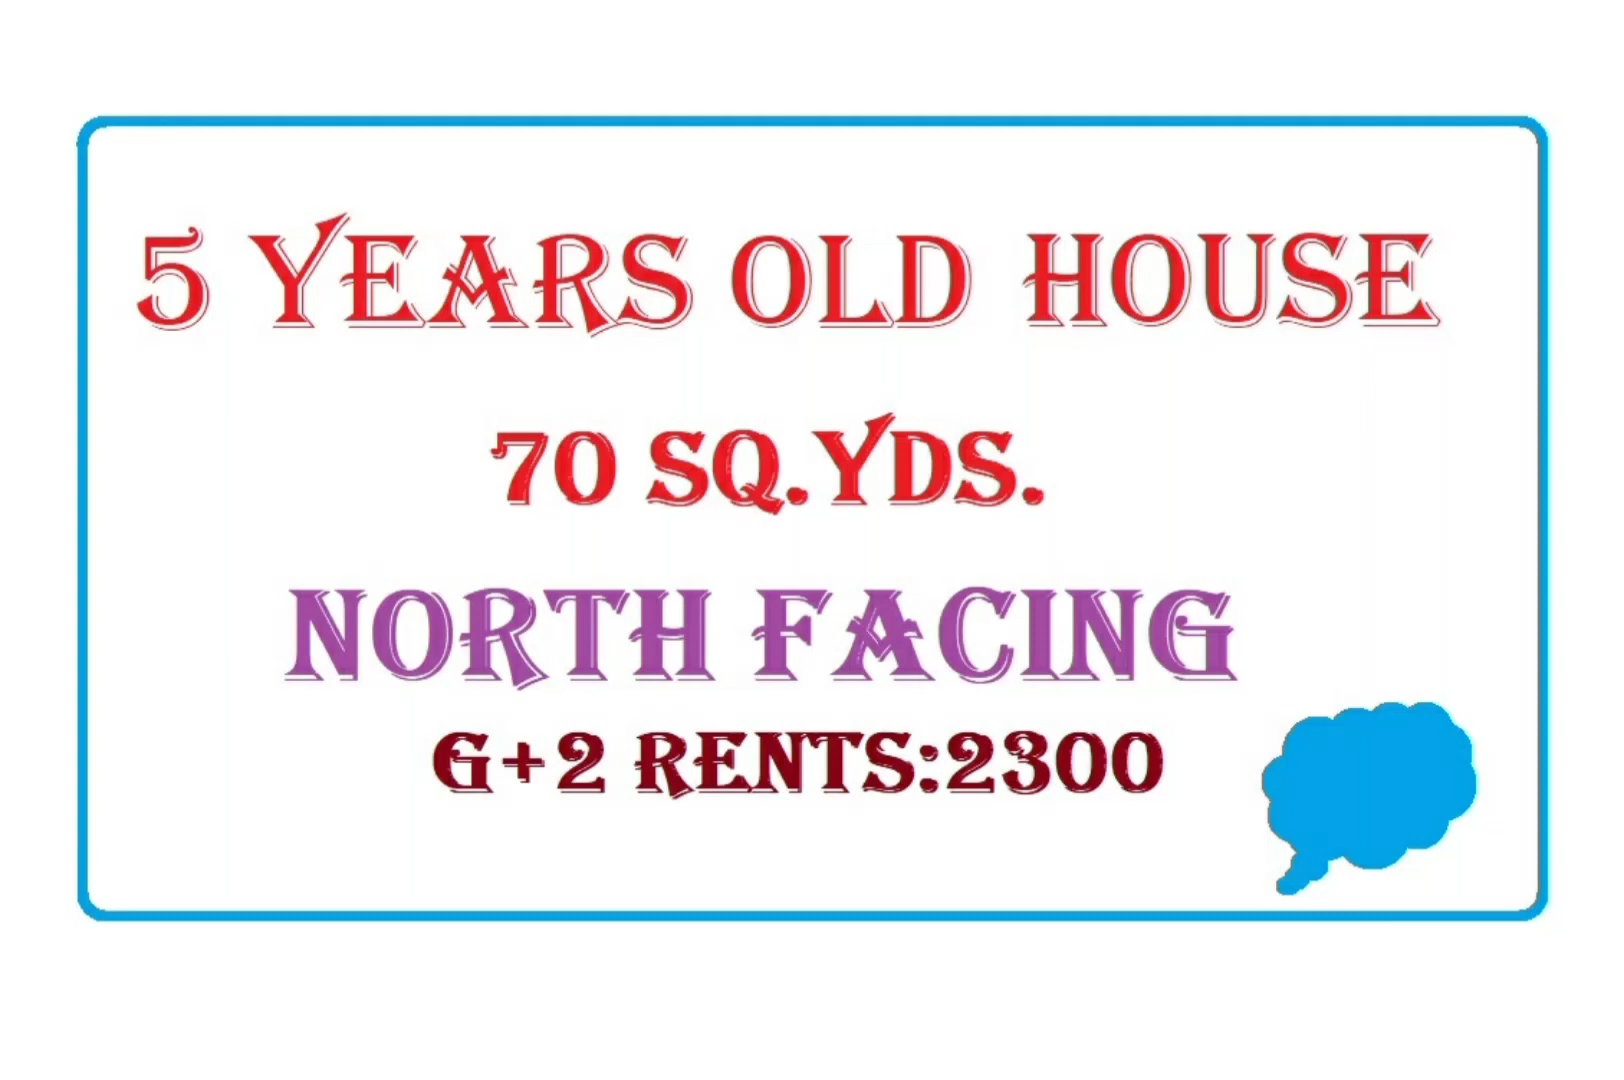 5 YEARS OLD HOUSE
70 SQ.YDS.
NORTH FACING
G+2 RENTS:2300